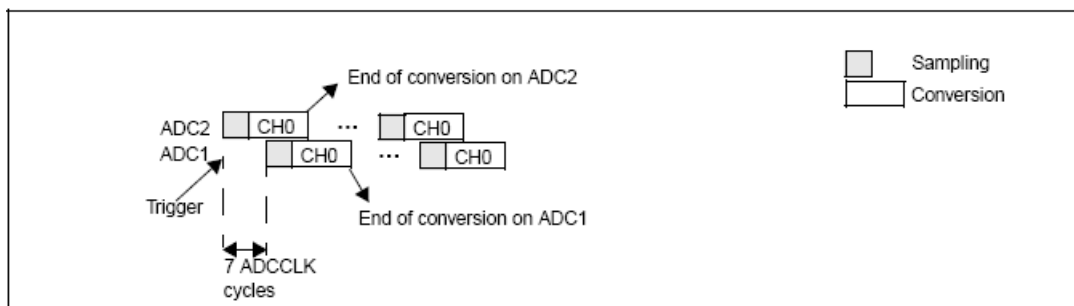 End of conversion on ADC2
Sampling
Conversion
ADC2
CH0
...
CH0
ADC1
CH0
...
CH0
Trigger
End of conversion on ADC1
7 ADCCLK
cycles